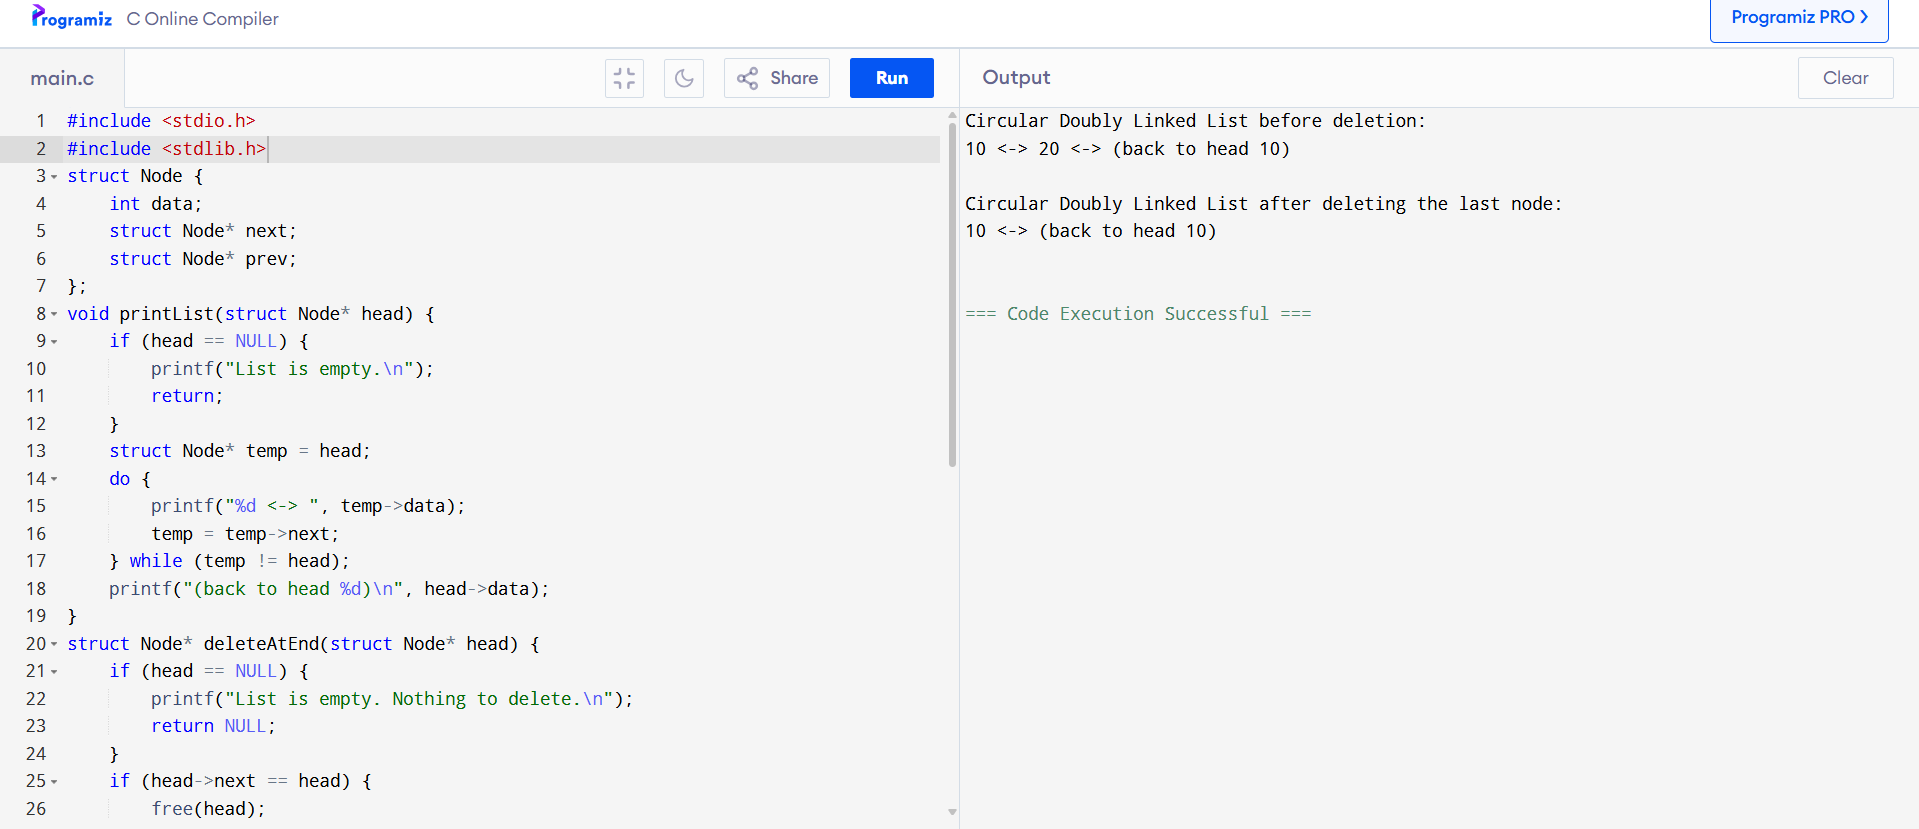 Programiz C Online Compiler
Programiz PRO >
main.c
Share
Run
Output
Clear
1 #include <stdio.h>
2 #include <stdlib.h>
3 struct Node {
4     int data;
5     struct Node* next;
6     struct Node* prev;
7 };
8 void printList(struct Node* head) {
9     if (head == NULL) {
10         printf("List is empty.\n");
11         return;
12     }
13     struct Node* temp = head;
14     do {
15         printf("%d <-> ", temp->data);
16         temp = temp->next;
17     } while (temp != head);
18     printf("(back to head %d)\n", head->data);
19 }
20 struct Node* deleteAtEnd(struct Node* head) {
21     if (head == NULL) {
22         printf("List is empty. Nothing to delete.\n");
23         return NULL;
24     }
25     if (head->next == head) {
26         free(head);
Circular Doubly Linked List before deletion:
10 <-> 20 <-> (back to head 10)
Circular Doubly Linked List after deleting the last node:
10 <-> (back to head 10)
=== Code Execution Successful ===